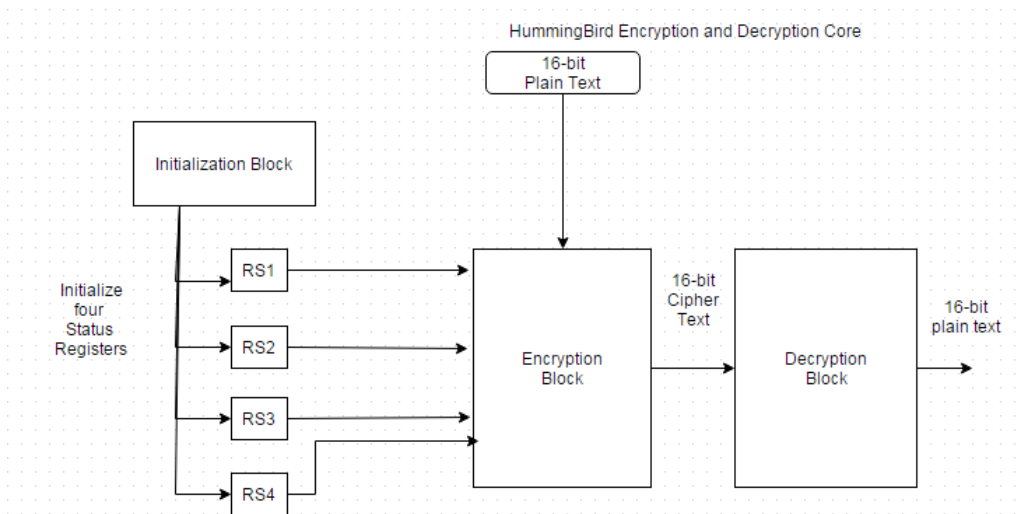 HummingBird Encryption and Decryption Core
16-bit
Plain Text
Initialization Block
RS1
Initialize
four
Status
Registers
RS2
RS3
RS4
Encryption
Block
16-bit
Cipher
Text
Decryption
Block
16-bit
plain text